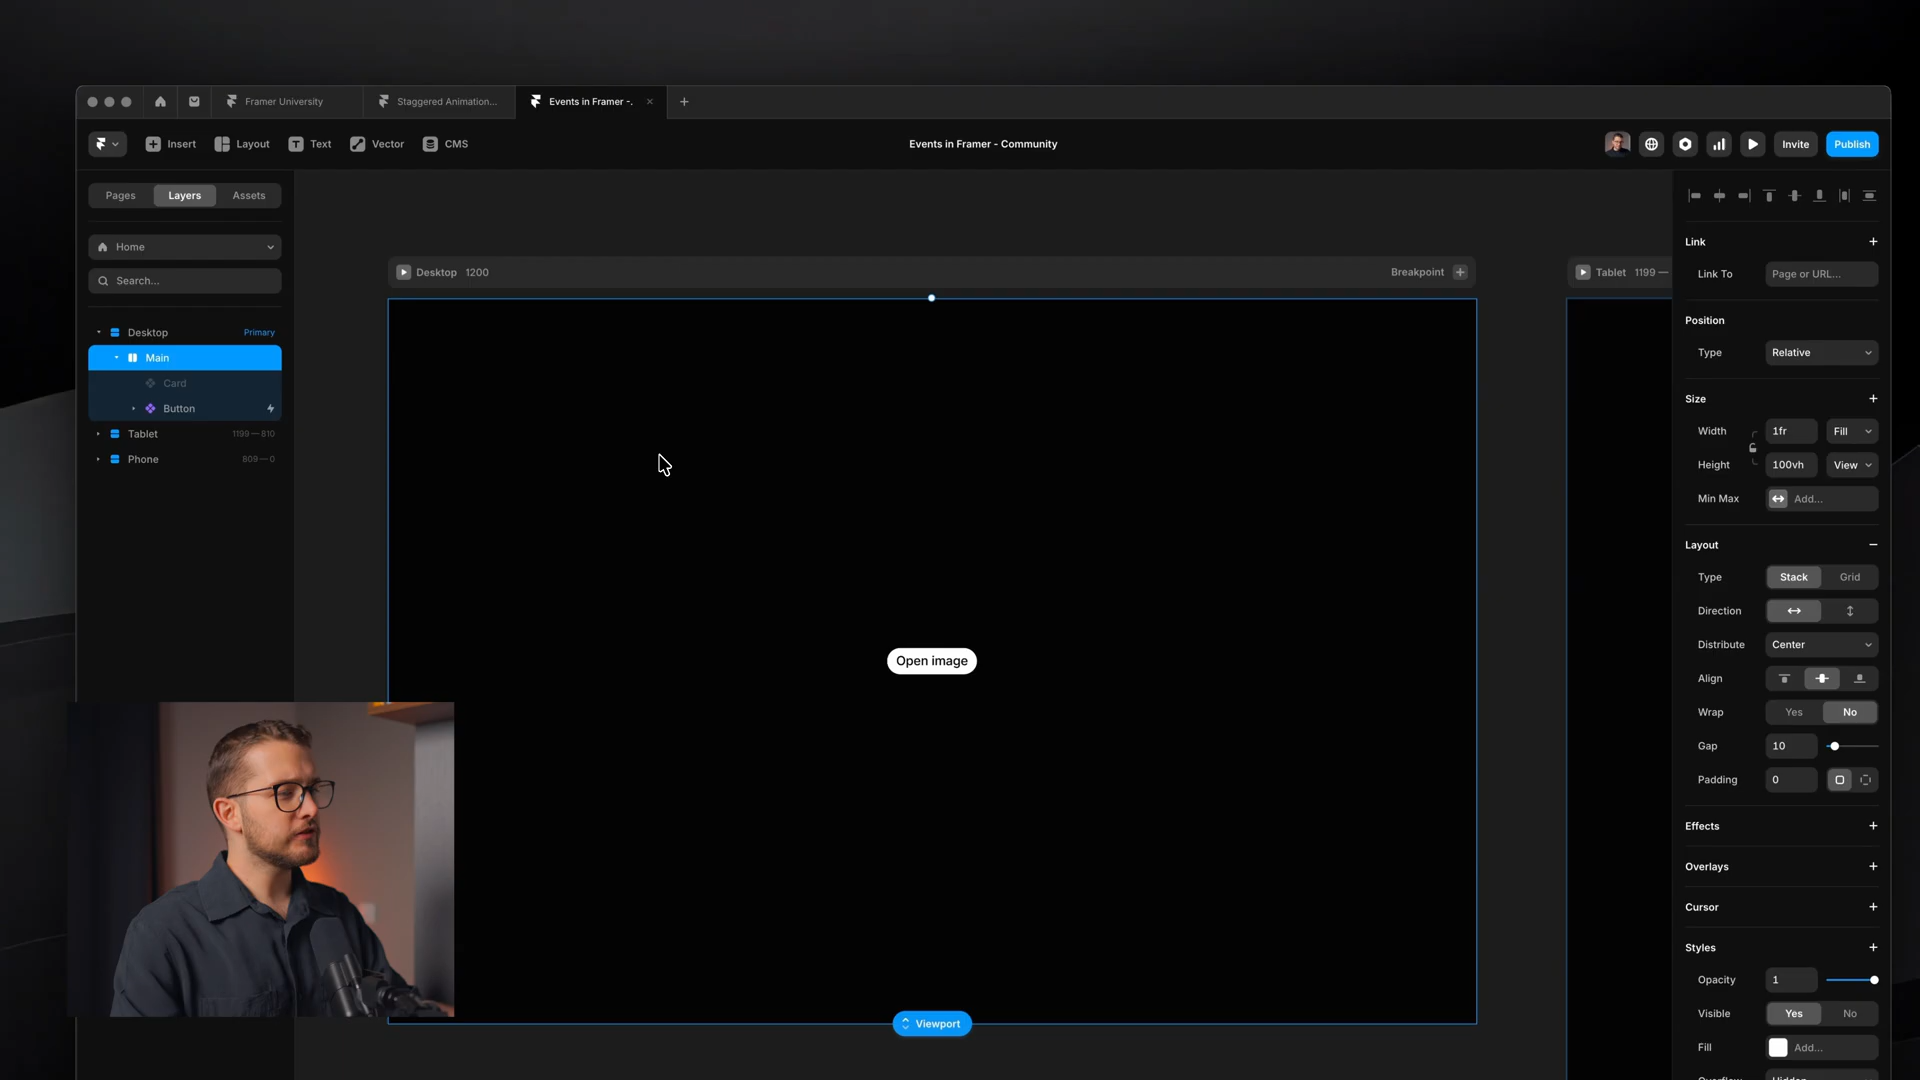 Framer University
Staggered Animation...
Events in Framer -.
Insert
Layout
Text
Vector
CMS
Events in Framer - Community
Invite
Publish
Pages
Layers
Assets
Home
Search...
Desktop
Primary
Main
Card
Button
Tablet
1199 — 810
Phone
809 — 0
Desktop 1200
Breakpoint
Tablet 1199 —
Open image
Viewport
Link
Link To
Page or URL...
Position
Type
Relative
Size
Width
1fr
Fill
Height
100vh
View
Min Max
Add...
Layout
Type
Stack
Grid
Direction
Distribute
Center
Align
Wrap
Yes
No
Gap
10
Padding
0
Effects
Overlays
Cursor
Styles
Opacity
1
Visible
Yes
No
Fill
Add...